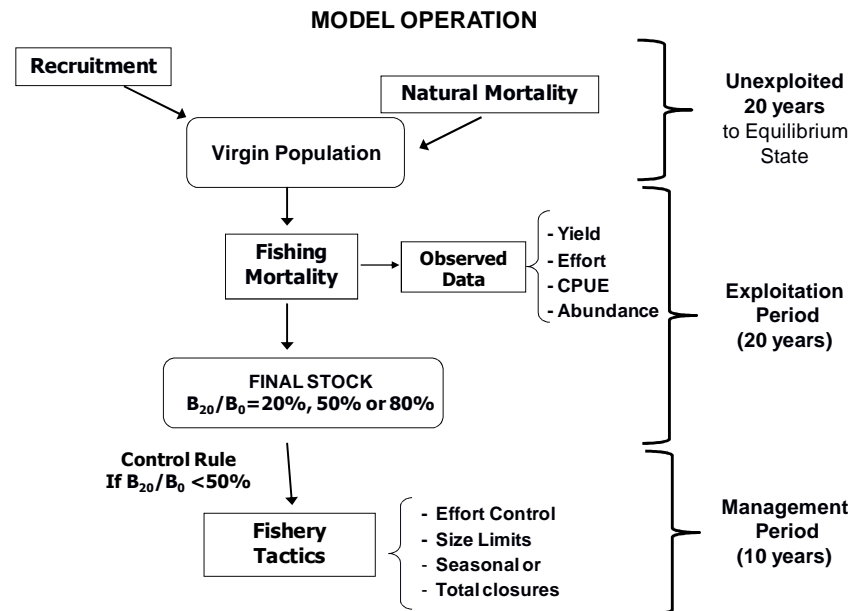 MODEL OPERATION
Recruitment
Natural Mortality
Virgin Population
Unexploited
20 years
to Equilibrium
State
Fishing
Mortality
Observed
Data
- Yield
- Effort
- CPUE
- Abundance
Exploitation
Period
(20 years)
FINAL STOCK
B₂₀/B₀=20%, 50% or 80%
Control Rule
If B₂₀/B₀ <50%
Fishery
Tactics
- Effort Control
- Size Limits
- Seasonal or
- Total closures
Management
Period
(10 years)